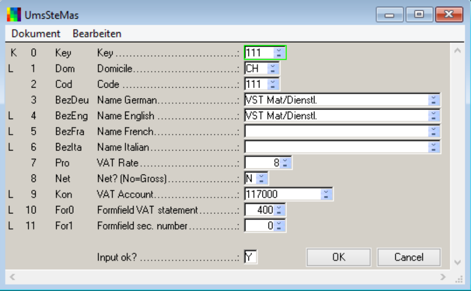 UmsSteMas
Dokument Bearbeiten
K 0 Key Key ..............................: 111
L 1 Dom Domicile..............................: CH
2 Cod Code ..............................: 111
3 BezDeu Name German..............................: VST Mat/Dienstl.
L 4 BezEng Name English ..............................: VST Mat/Dienstl.
L 5 BezFra Name French..............................:
L 6 BezIta Name Italian..............................:
7 Pro VAT Rate ..............................: 8
8 Net Net? (No=Gross)..............................: N
L 9 Kon VAT Account..............................: 117000
L 10 For0 Formfield VAT statement..............: 400
L 11 For1 Formfield sec. number..............: 0
Input ok? ..............................: Y OK Cancel